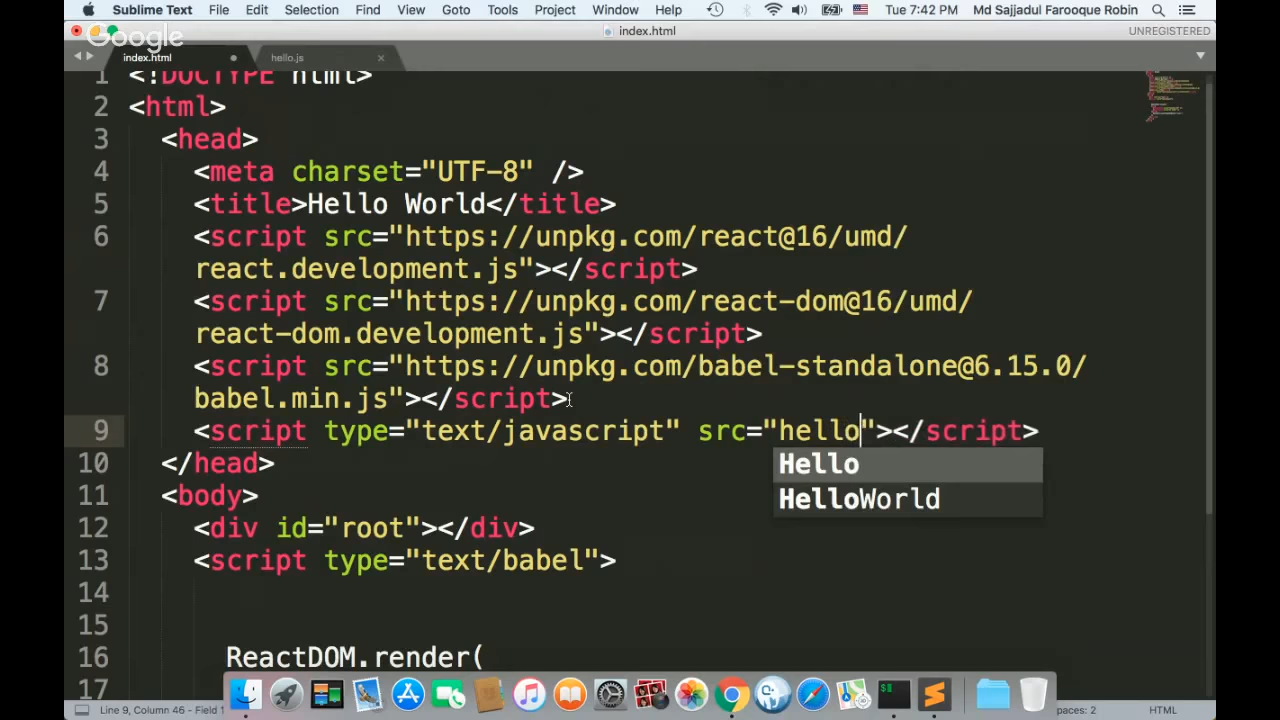 Sublime Text File Edit Selection Find View Goto Tools Project Window Help Tue 7:42 PM Md Sajjadul Farooque Robin
Google
index.html
UNREGISTERED
index.html hello.js
1 <!DOCTYPE html>
2 <html>
3 <head>
4 <meta charset="UTF-8" />
5 <title>Hello World</title>
6 <script src="https://unpkg.com/react@16/umd/
react.development.js"></script>
7 <script src="https://unpkg.com/react-dom@16/umd/
react-dom.development.js"></script>
8 <script src="https://unpkg.com/babel-standalone@6.15.0/
babel.min.js"></script>
9 <script type="text/javascript" src="hello"></script>
Hello
10 </head>
HelloWorld
11 <body>
12 <div id="root"></div>
13 <script type="text/babel">
14
15
16 ReactDOM.render(
17
Line 9, Column 46 - Field 1 paces: 2 HTML